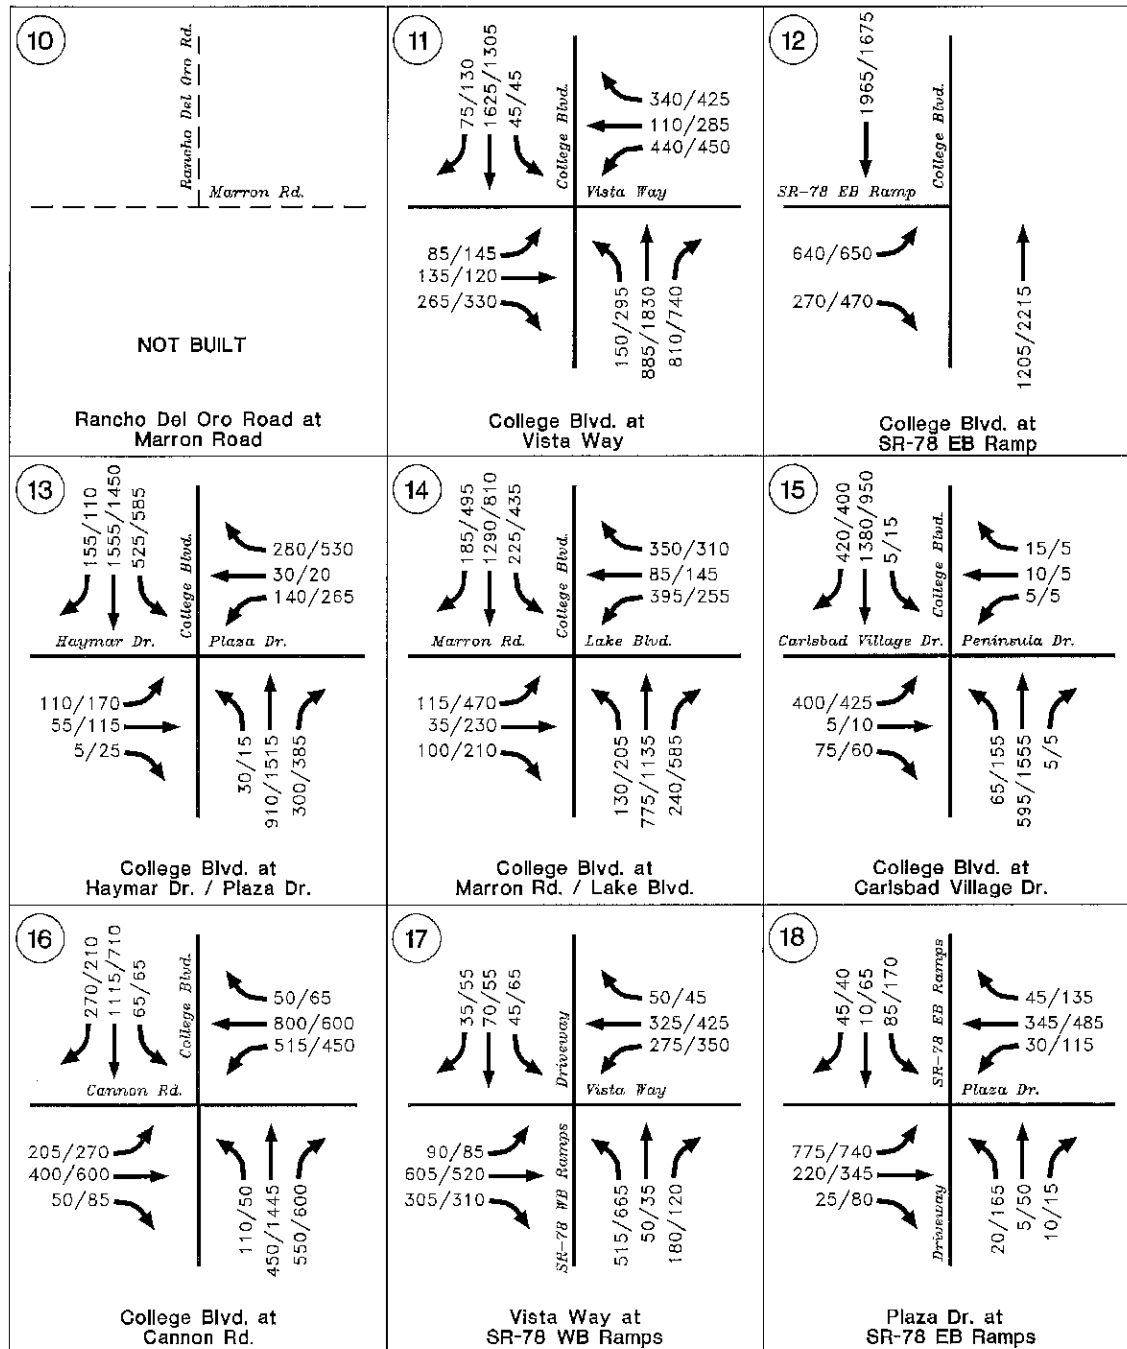 10
Rancho Del Oro Rd.
Marron Rd.
NOT BUILT
Rancho Del Oro Road at
Marron Road
11
75/130
1625/1305
45/45
College Blvd.
340/425
110/285
440/450
Vista Way
85/145
135/120
265/330
150/295
885/1830
810/740
College Blvd. at
Vista Way
12
1965/1675
College Blvd.
SR-78 EB Ramp
640/650
270/470
1205/2215
College Blvd. at
SR-78 EB Ramp
13
155/110
1555/1450
525/585
College Blvd.
280/530
30/20
140/265
Haymar Dr.
Plaza Dr.
110/170
55/115
5/25
30/15
910/1515
300/385
College Blvd. at
Haymar Dr. / Plaza Dr.
14
185/495
1290/810
225/435
College Blvd.
350/310
85/145
395/255
Marron Rd.
Lake Blvd.
115/470
35/230
100/210
130/205
775/1135
240/585
College Blvd. at
Marron Rd. / Lake Blvd.
15
420/400
1380/950
5/15
College Blvd.
15/5
10/5
5/5
Carlsbad Village Dr.
Peninsula Dr.
400/425
5/10
75/60
65/155
595/1555
5/5
College Blvd. at
Carlsbad Village Dr.
16
270/210
1115/710
65/65
College Blvd.
50/65
800/600
515/450
Cannon Rd.
205/270
400/600
50/85
110/50
450/1445
550/600
College Blvd. at
Cannon Rd.
17
35/55
70/55
45/65
Driveway
50/45
325/425
275/350
Vista Way
90/85
605/520
305/310
SR-78 WB Ramps
515/665
50/35
180/120
Vista Way at
SR-78 WB Ramps
18
45/40
10/65
85/170
SR-78 EB Ramps
45/135
345/485
30/115
Plaza Dr.
775/740
220/345
25/80
Driveway
20/165
5/50
10/15
Plaza Dr. at
SR-78 EB Ramps